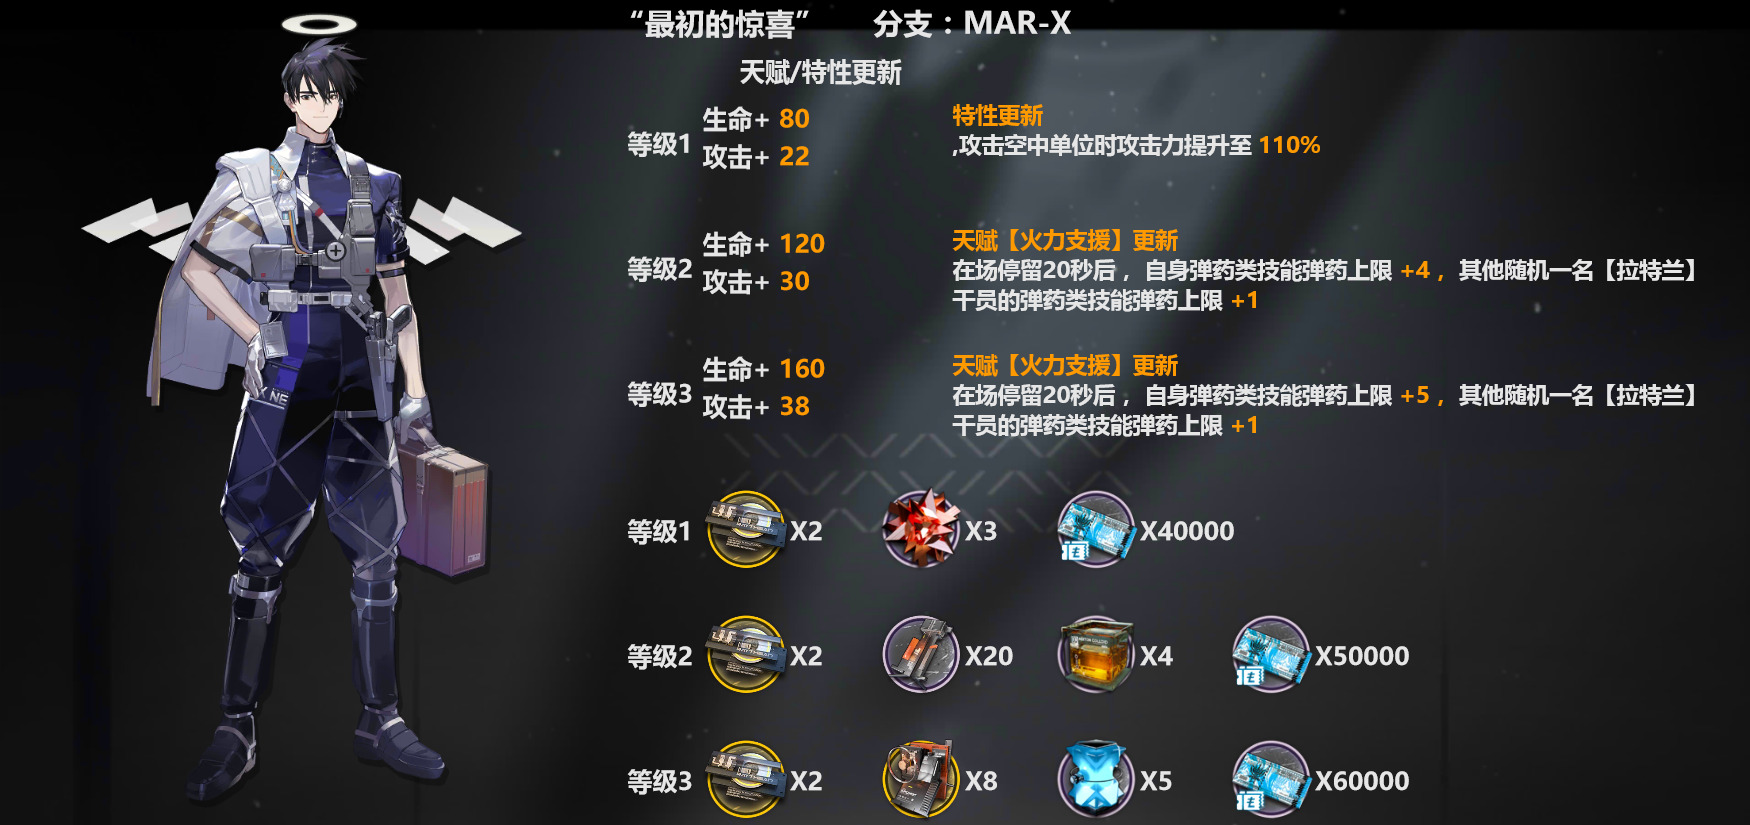 “最初的惊喜” 分支：MAR-X
天赋/特性更新
等级1
生命+ 80
攻击+ 22
特性更新
,攻击空中单位时攻击力提升至 110%
等级2
生命+ 120
攻击+ 30
天赋【火力支援】更新
在场停留20秒后，自身弹药类技能弹药上限 +4，其他随机一名【拉特兰】
干员的弹药类技能弹药上限 +1
等级3
生命+ 160
攻击+ 38
天赋【火力支援】更新
在场停留20秒后，自身弹药类技能弹药上限 +5，其他随机一名【拉特兰】
干员的弹药类技能弹药上限 +1
等级1 X2 X3 X40000
等级2 X2 X20 X4 X50000
等级3 X2 X8 X5 X60000
NE